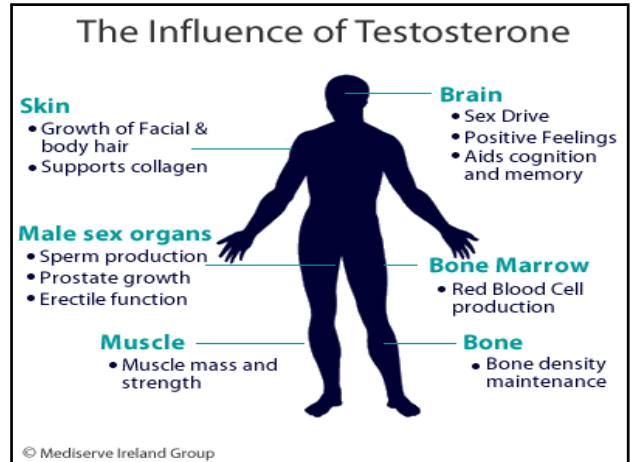 The Influence of Testosterone
Skin
• Growth of Facial &
body hair
• Supports collagen
Brain
• Sex Drive
• Positive Feelings
• Aids cognition
and memory
Male sex organs
• Sperm production
• Prostate growth
• Erectile function
Bone Marrow
• Red Blood Cell
production
Muscle
• Muscle mass and
strength
Bone
• Bone density
maintenance
© Mediserve Ireland Group